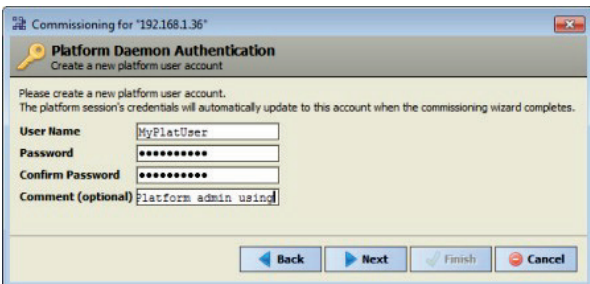 Commissioning for "192.168.1.36"
Platform Daemon Authentication
Create a new platform user account
Please create a new platform user account.
The platform session's credentials will automatically update to this account when the commissioning wizard completes.
User Name MyPlatUser
Password ••••••••••
Confirm Password ••••••••••
Comment (optional) Platform admin using
Back Next Finish Cancel